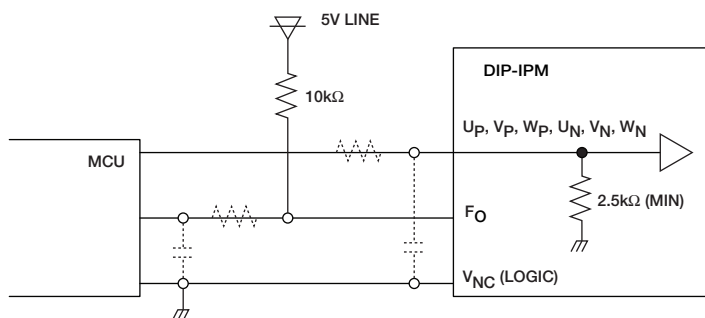 5V LINE
DIP-IPM
10kΩ
UP, VP, WP, UN, VN, WN
MCU
2.5kΩ (MIN)
FO
VNC (LOGIC)